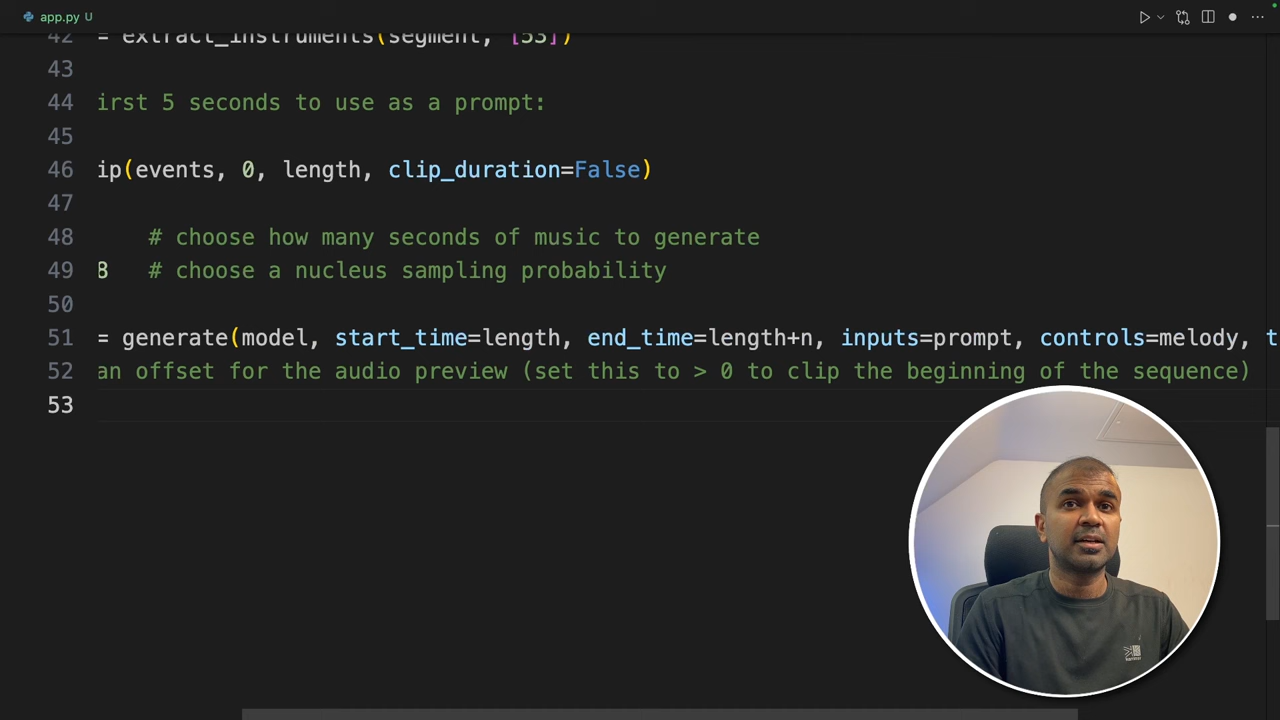 app.py U
42 = extract_instruments(segment, [53])
43
44 irst 5 seconds to use as a prompt:
45
46 ip(events, 0, length, clip_duration=False)
47
48 # choose how many seconds of music to generate
49 8 # choose a nucleus sampling probability
50
51 = generate(model, start_time=length, end_time=length+n, inputs=prompt, controls=melody, t
52 an offset for the audio preview (set this to > 0 to clip the beginning of the sequence)
53